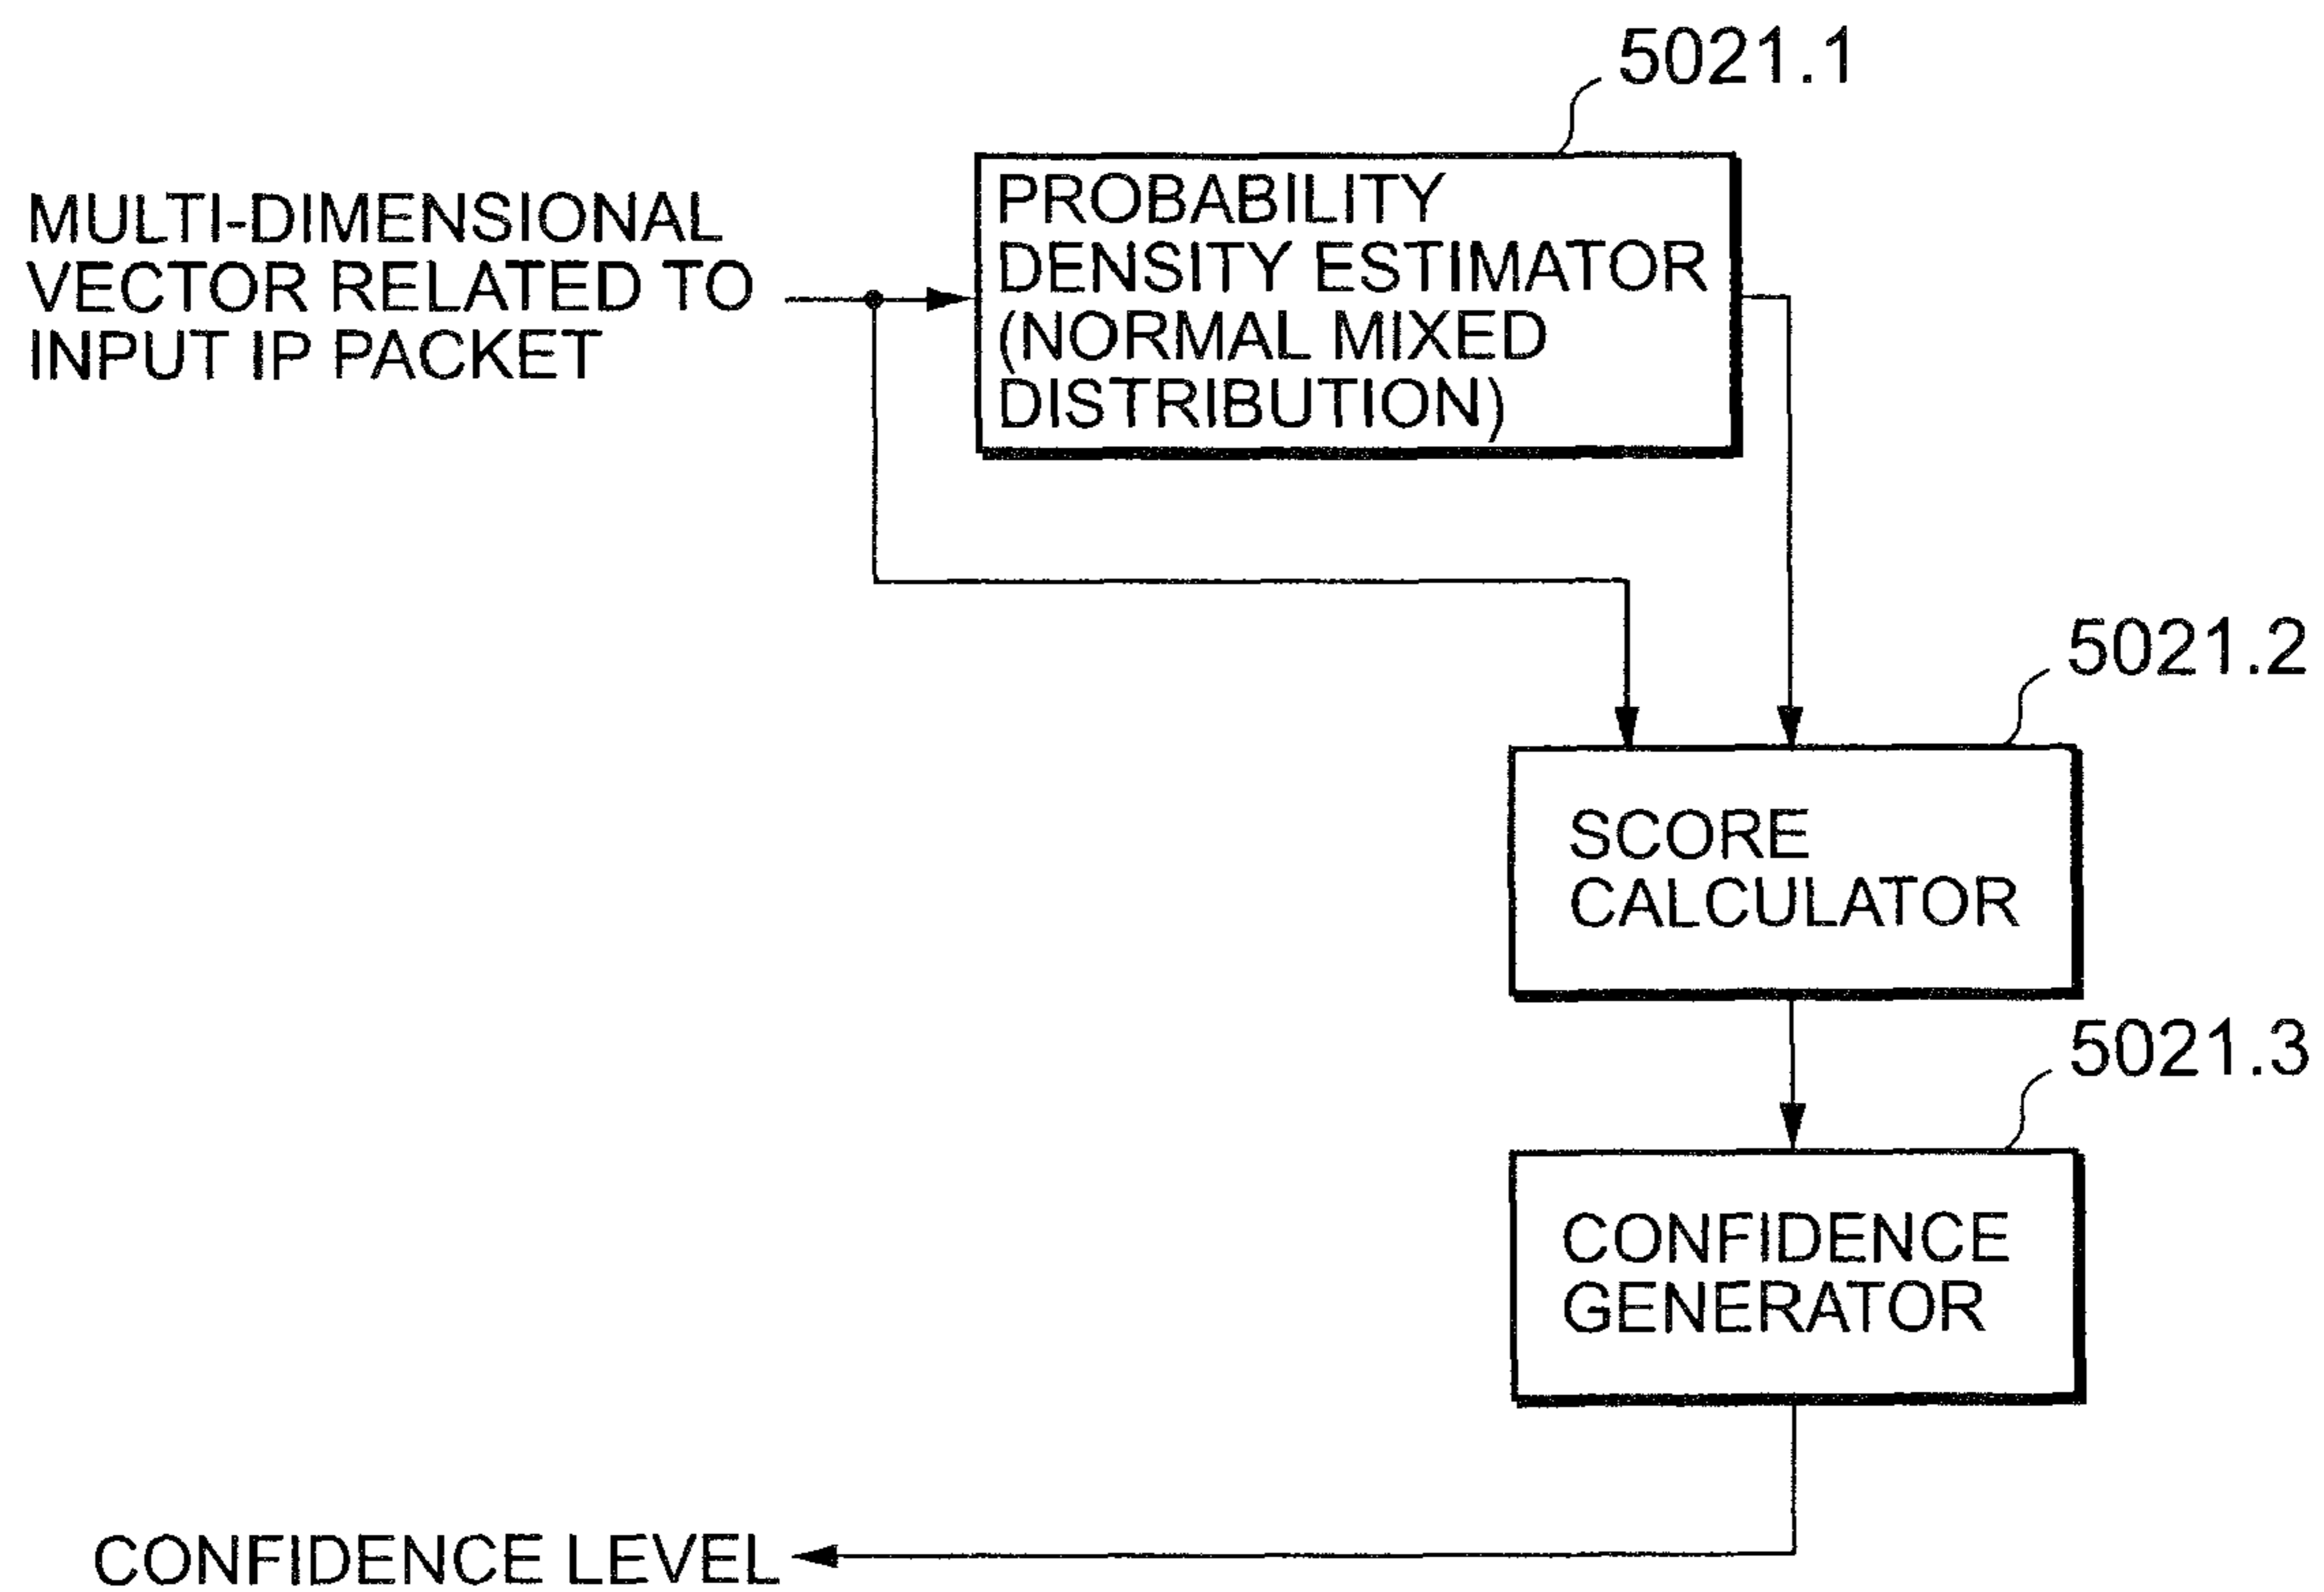 5021.1
MULTI-DIMENSIONAL
VECTOR RELATED TO
INPUT IP PACKET
PROBABILITY
DENSITY ESTIMATOR
(NORMAL MIXED
DISTRIBUTION)
5021.2
SCORE
CALCULATOR
5021.3
CONFIDENCE
GENERATOR
CONFIDENCE LEVEL